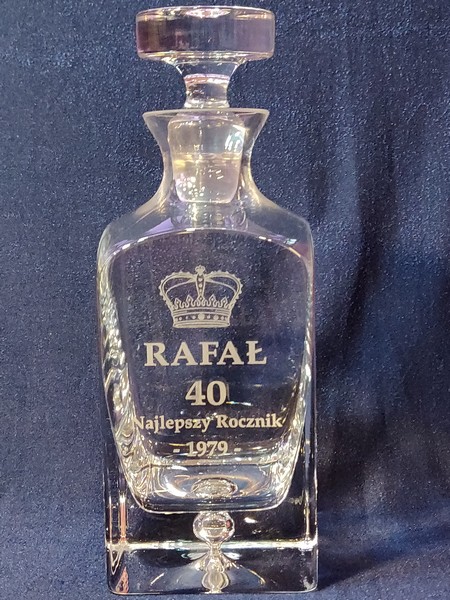 RAFAŁ
40
Najlepszy Rocznik
- 1979 -